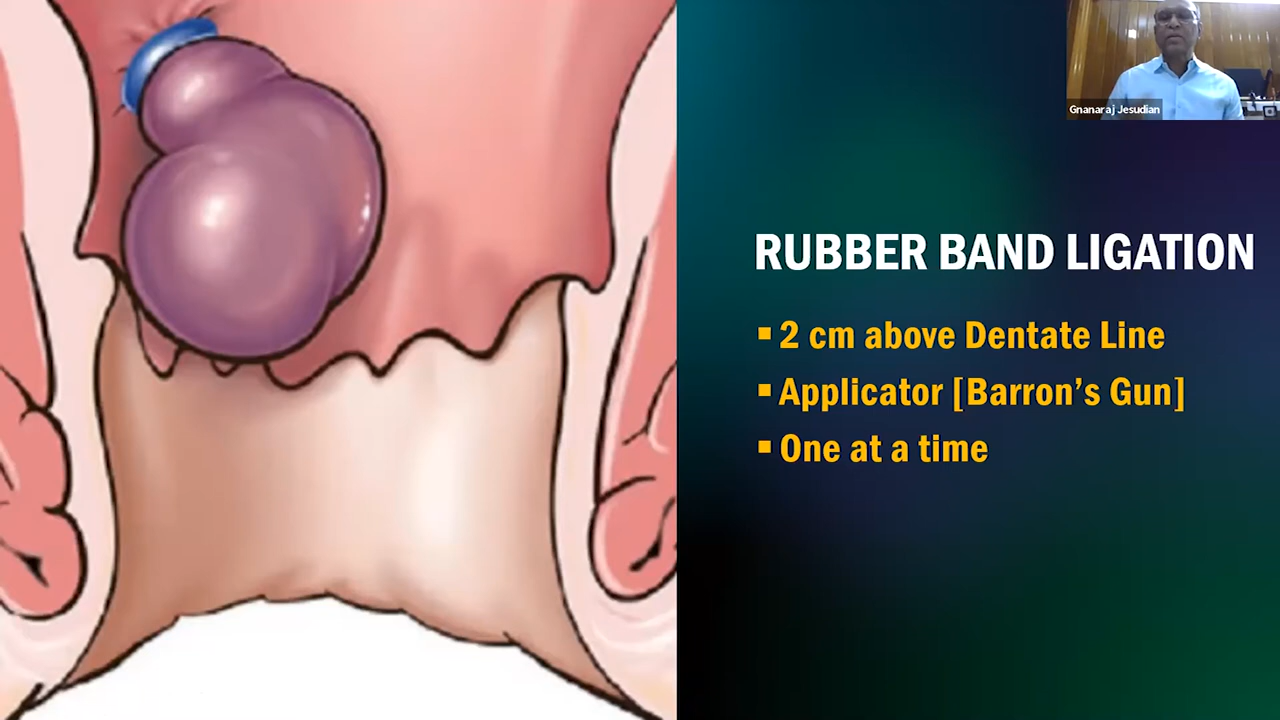 Gnanaraj Jesudian
RUBBER BAND LIGATION
▪ 2 cm above Dentate Line
▪ Applicator [Barron’s Gun]
▪ One at a time